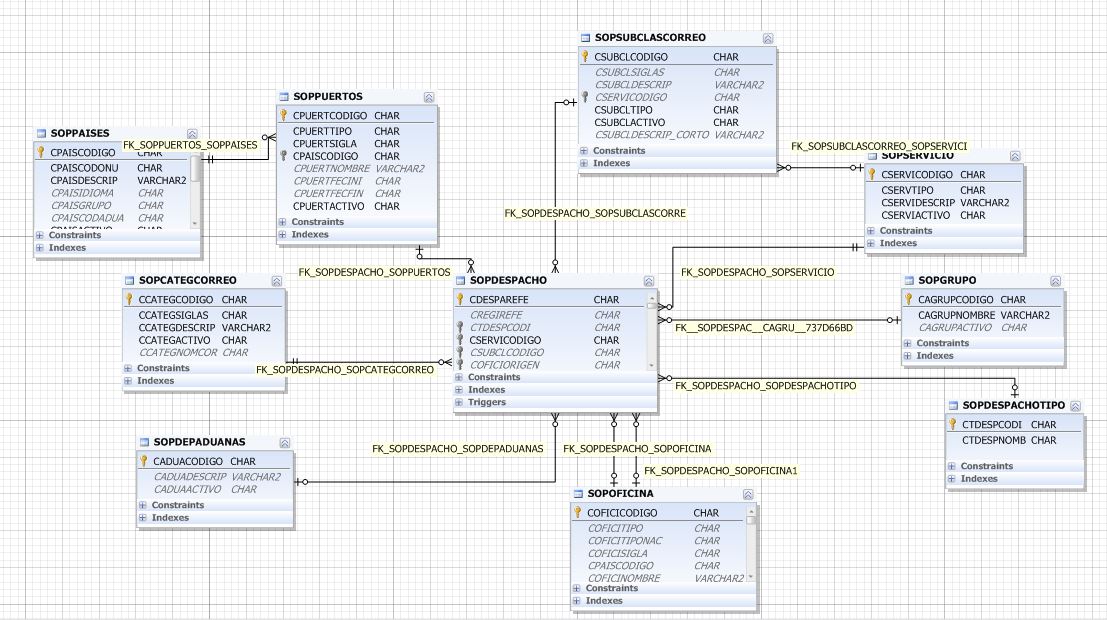 SOPSUBCLASCORREO
CSUBCLCODIGO CHAR
CSUBCLSIGLAS CHAR
CSUBCLDESCRIP VARCHAR2
CSERVICODIGO CHAR
CSUBCLTIPO CHAR
CSUBCLACTIVO CHAR
CSUBCLDESCRIP_CORTO VARCHAR2
Constraints
Indexes
SOPPUERTOS
CPUERTCODIGO CHAR
CPUERTTIPO CHAR
CPUERTSIGLA CHAR
CPAISCODIGO CHAR
CPUERTNOMBRE VARCHAR2
CPUERTFECINI CHAR
CPUERTFECFIN CHAR
CPUERTACTIVO CHAR
Constraints
Indexes
SOPPAISES
FK_SOPPUERTOS_SOPPAISES
CPAISCODIGO CHAR
CPAISCODONU CHAR
CPAISDESCRIP VARCHAR2
CPAISIDIOMA CHAR
CPAISGRUPO CHAR
CPAISCODADUA CHAR
CPAISACTIVO CHAR
Constraints
Indexes
FK_SOPSUBCLASCORREO_SOPSERVICI
SOPSERVICIO
CSERVICODIGO CHAR
CSERVTIPO CHAR
CSERVIDESCRIP VARCHAR2
CSERVIACTIVO CHAR
Constraints
Indexes
FK_SOPDESPACHO_SOPSUBCLASCORRE
FK_SOPDESPACHO_SOPPUERTOS
FK_SOPDESPACHO_SOPSERVICIO
SOPCATEGCORREO
CCATEGCODIGO CHAR
CCATEGSIGLAS CHAR
CCATEGDESCRIP VARCHAR2
CCATEGACTIVO CHAR
CCATEGNOMCOR CHAR
Constraints
Indexes
SOPDESPACHO
CDESPAREFE CHAR
CREGIREFE CHAR
CTDESPCODI CHAR
CSERVICODIGO CHAR
CSUBCLCODIGO CHAR
COFICIORIGEN CHAR
Constraints
Indexes
Triggers
SOPGRUPO
CAGRUPCODIGO CHAR
CAGRUPNOMBRE VARCHAR2
CAGRUPACTIVO CHAR
Constraints
Indexes
FK__SOPDESPAC__CAGRU__737D66BD
FK_SOPDESPACHO_SOPCATEGCORREO
FK_SOPDESPACHO_SOPDESPACHOTIPO
SOPDESPACHOTIPO
CTDESPCODI CHAR
CTDESPNOMB CHAR
Constraints
Indexes
SOPDEPADUANAS
CADUACODIGO CHAR
CADUADESCRIP VARCHAR2
CADUAACTIVO CHAR
Constraints
Indexes
FK_SOPDESPACHO_SOPDEPADUANAS
FK_SOPDESPACHO_SOPOFICINA
FK_SOPDESPACHO_SOPOFICINA1
SOPOFICINA
COFICICODIGO CHAR
COFICITIPO CHAR
COFICITIPONAC CHAR
COFICISIGLA CHAR
CPAISCODIGO CHAR
COFICINOMBRE VARCHAR2
Constraints
Indexes